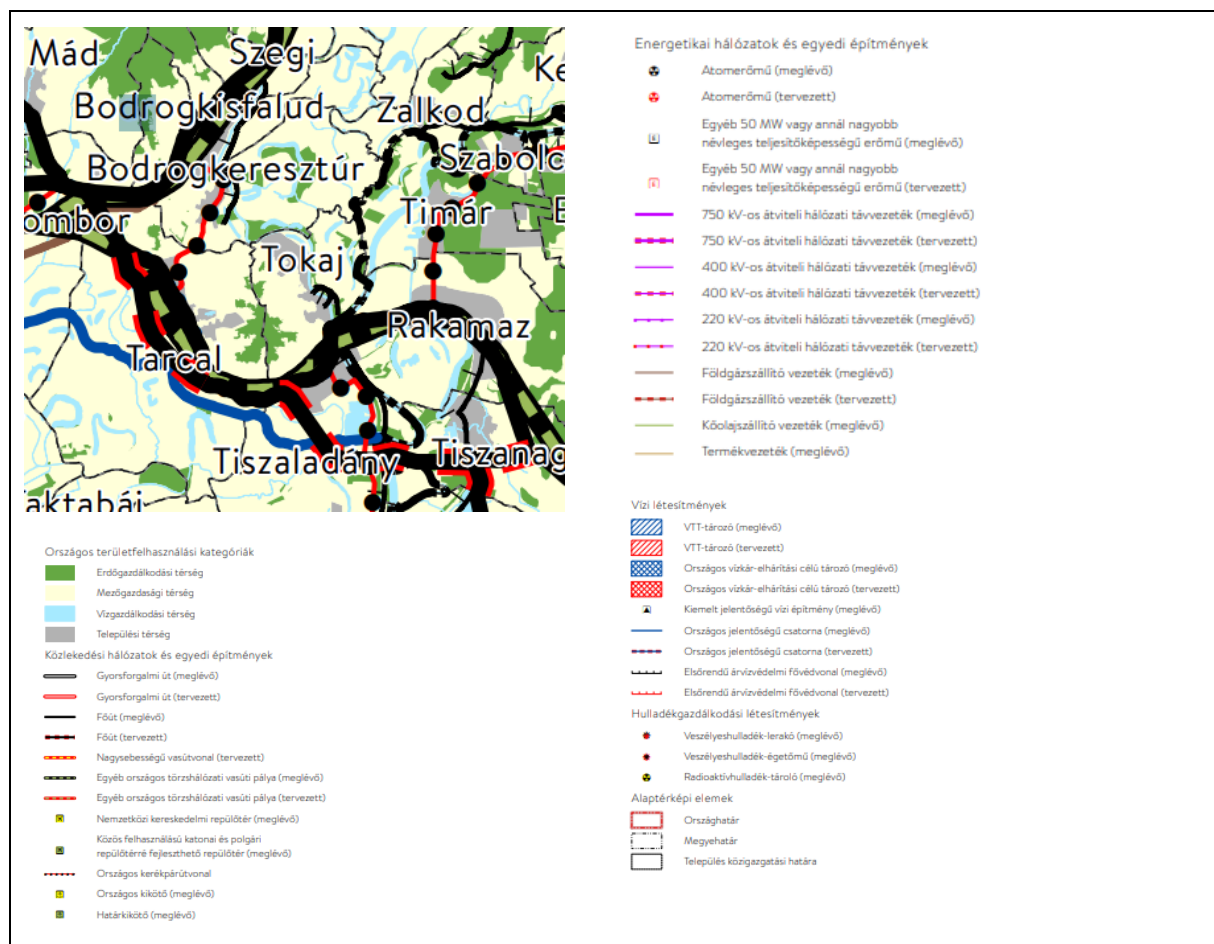 Mád
Szegi
Ke
Bodrogkisfalud
Zalkod
Bodrogkeresztúr
Szabolc
ombor
Timár
Tokaj
Rakamaz
Tarcal
Tiszaladány
Tiszanag
aktabáj
Országos területfelhasználási kategóriák
Erdőgazdálkodási térség
Mezőgazdasági térség
Vízgazdálkodási térség
Települési térség
Közlekedési hálózatok és egyedi építmények
Gyorsforgalmi út (meglévő)
Gyorsforgalmi út (tervezett)
Főút (meglévő)
Főút (tervezett)
Nagysebességű vasútvonal (tervezett)
Egyéb országos törzshálózati vasúti pálya (meglévő)
Egyéb országos törzshálózati vasúti pálya (tervezett)
Nemzetközi kereskedelmi repülőtér (meglévő)
Közös felhasználású katonai és polgári
repülőtérré fejleszthető repülőtér (meglévő)
Országos kerékpárútvonal
Országos kikötő (meglévő)
Határkikötő (meglévő)
Energetikai hálózatok és egyedi építmények
Atomerőmű (meglévő)
Atomerőmű (tervezett)
Egyéb 50 MW vagy annál nagyobb
névleges teljesítőképességű erőmű (meglévő)
Egyéb 50 MW vagy annál nagyobb
névleges teljesítőképességű erőmű (tervezett)
750 kV-os átviteli hálózati távvezeték (meglévő)
750 kV-os átviteli hálózati távvezeték (tervezett)
400 kV-os átviteli hálózati távvezeték (meglévő)
400 kV-os átviteli hálózati távvezeték (tervezett)
220 kV-os átviteli hálózati távvezeték (meglévő)
220 kV-os átviteli hálózati távvezeték (tervezett)
Földgázszállító vezeték (meglévő)
Földgázszállító vezeték (tervezett)
Kőolajszállító vezeték (meglévő)
Termékvezeték (meglévő)
Vízi létesítmények
VTT-tározó (meglévő)
VTT-tározó (tervezett)
Országos vízkár-elhárítási célú tározó (meglévő)
Országos vízkár-elhárítási célú tározó (tervezett)
Kiemelt jelentőségű vízi építmény (meglévő)
Országos jelentőségű csatorna (meglévő)
Országos jelentőségű csatorna (tervezett)
Elsőrendű árvízvédelmi fővédvonal (meglévő)
Elsőrendű árvízvédelmi fővédvonal (tervezett)
Hulladékgazdálkodási létesítmények
Veszélyeshulladék-lerakó (meglévő)
Veszélyeshulladék-égetőmű (meglévő)
Radioaktívhulladék-tároló (meglévő)
Alaptérképi elemek
Országhatár
Megyehatár
Település közigazgatási határa